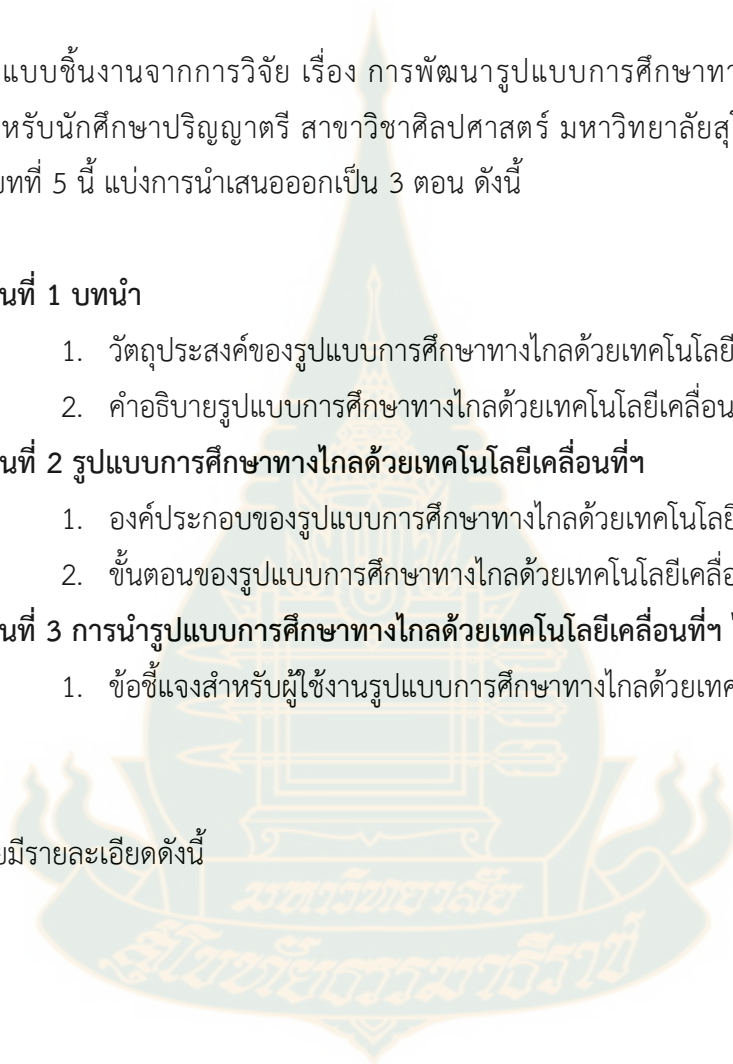 แบบชิ้นงานจากการวิจัย เรื่อง การพัฒนารูปแบบการศึกษาทา
หรับนักศึกษาปริญญาตรี สาขาวิชาศิลปศาสตร์ มหาวิทยาลัยสุโ
บทที่ 5 นี้ แบ่งการนำเสนอออกเป็น 3 ตอน ดังนี้
นที่ 1 บทนำ
1. วัตถุประสงค์ของรูปแบบการศึกษาทางไกลด้วยเทคโนโลยี
2. คำอธิบายรูปแบบการศึกษาทางไกลด้วยเทคโนโลยีเคลื่อน
นที่ 2 รูปแบบการศึกษาทางไกลด้วยเทคโนโลยีเคลื่อนที่ฯ
1. องค์ประกอบของรูปแบบการศึกษาทางไกลด้วยเทคโนโลยี
2. ขั้นตอนของรูปแบบการศึกษาทางไกลด้วยเทคโนโลยีเคลื่อ
นที่ 3 การนำรูปแบบการศึกษาทางไกลด้วยเทคโนโลยีเคลื่อนที่ฯ
1. ข้อชี้แจงสำหรับผู้ใช้งานรูปแบบการศึกษาทางไกลด้วยเทค
ยมีรายละเอียดดังนี้
มหาวิทยาลัย
สุโขทัยธรรมาธิราช